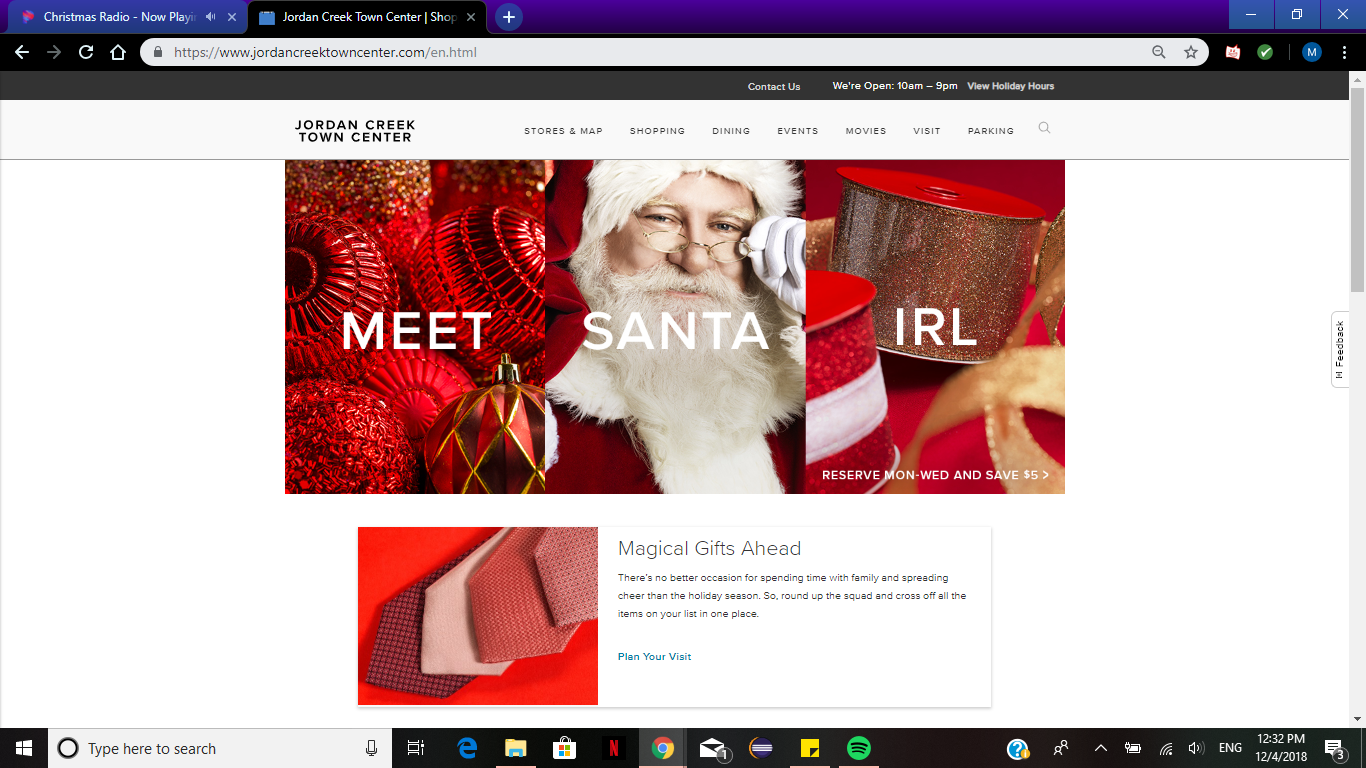 Christmas Radio - Now Playi
Jordan Creek Town Center | Shop
https://www.jordancreektowncenter.com/en.html
M
Contact Us
We're Open: 10am – 9pm
View Holiday Hours
JORDAN CREEK
TOWN CENTER
STORES & MAP
SHOPPING
DINING
EVENTS
MOVIES
VISIT
PARKING
MEET
SANTA
IRL
RESERVE MON-WED AND SAVE $5 >
Feedback
Magical Gifts Ahead
There's no better occasion for spending time with family and spreading
cheer than the holiday season. So, round up the squad and cross off all the
items on your list in one place.
Plan Your Visit
Type here to search
N
1
ENG
12:32 PM
12/4/2018
3